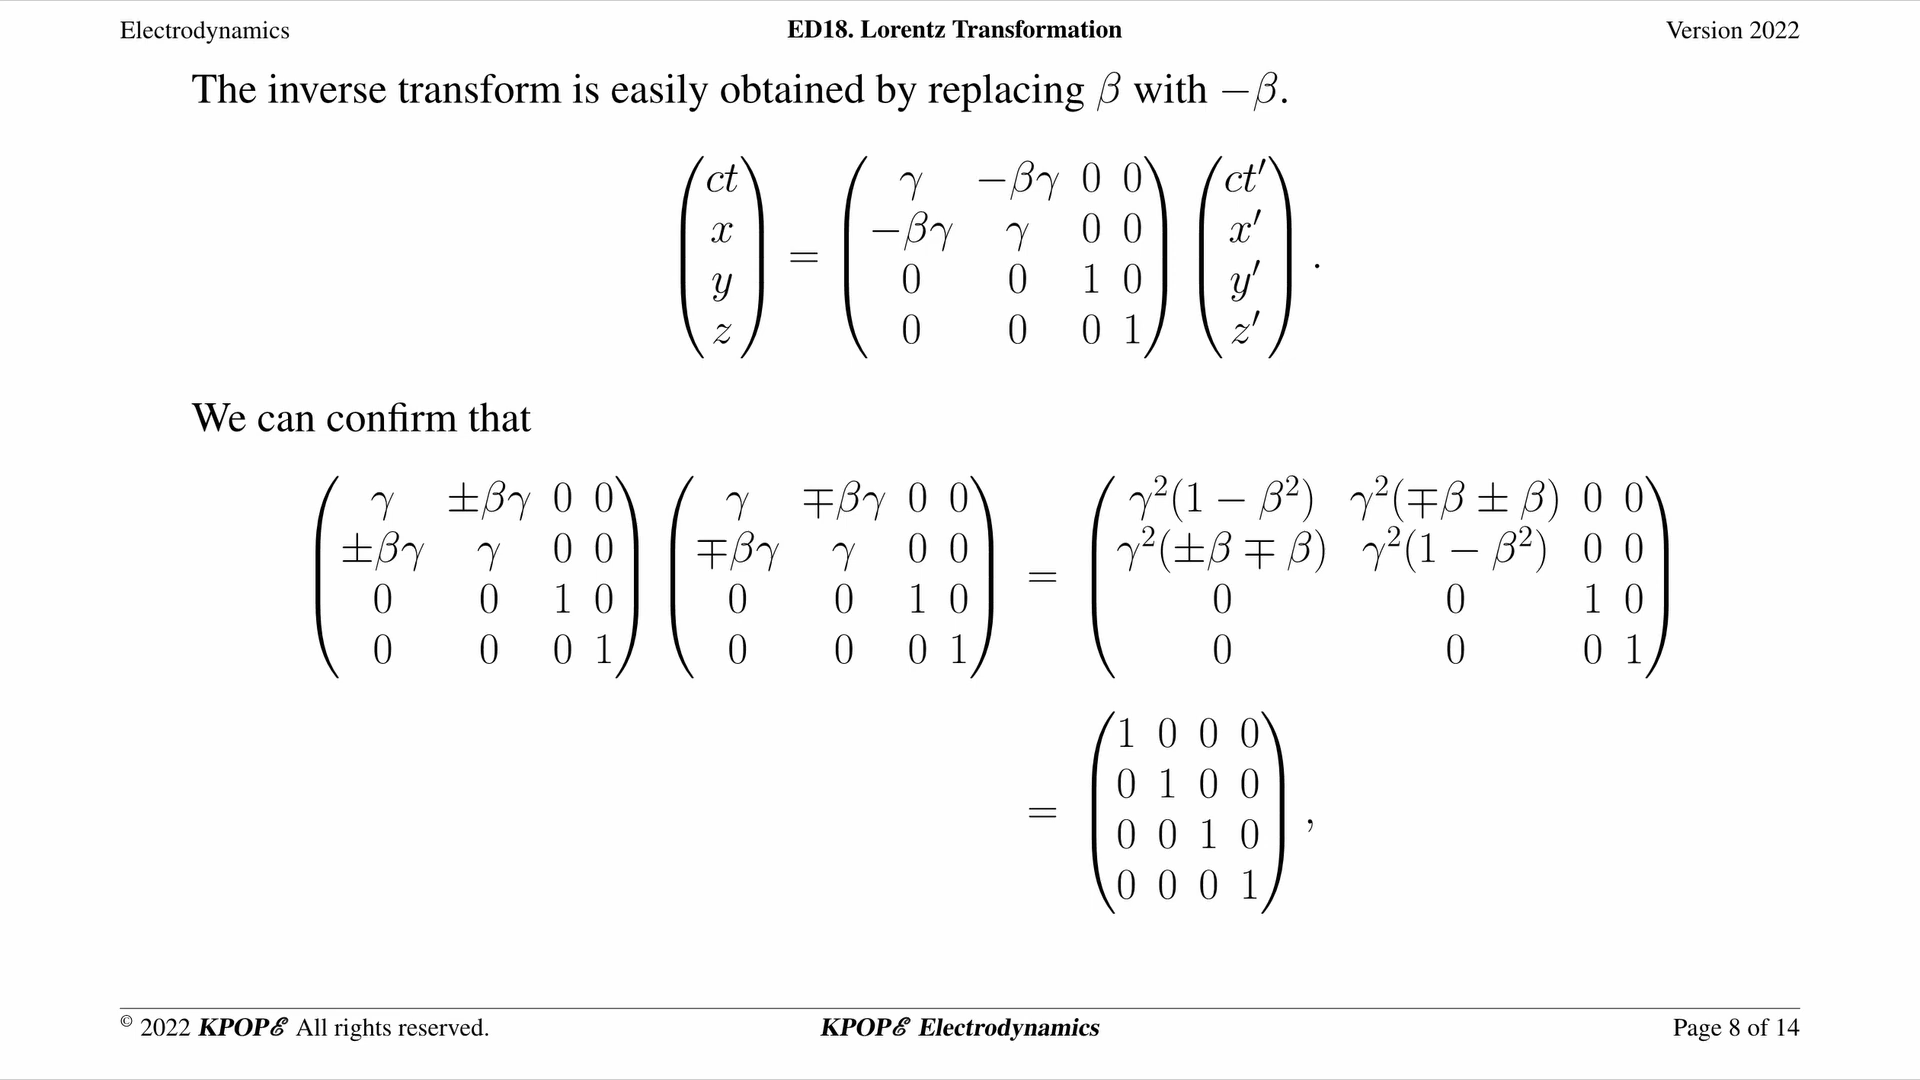 Electrodynamics ED18. Lorentz Transformation Version 2022
The inverse transform is easily obtained by replacing β with −β.
⎛ct⎞ ⎛γ −βγ 0 0⎞ ⎛ct′⎞
⎜x⎟ = ⎜−βγ γ 0 0⎟ ⎜x′⎟ .
⎜y⎟ ⎜0 0 1 0⎟ ⎜y′⎟
⎝z⎠ ⎝0 0 0 1⎠ ⎝z′⎠
We can confirm that
⎛γ ±βγ 0 0⎞ ⎛γ ∓βγ 0 0⎞ ⎛γ²(1 − β²) γ²(∓β ± β) 0 0⎞
⎜±βγ γ 0 0⎟ ⎜∓βγ γ 0 0⎟ = ⎜γ²(±β ∓ β) γ²(1 − β²) 0 0⎟
⎜0 0 1 0⎟ ⎜0 0 1 0⎟ ⎜0 0 1 0⎟
⎝0 0 0 1⎠ ⎝0 0 0 1⎠ ⎝0 0 0 1⎠
⎛1 0 0 0⎞
= ⎜0 1 0 0⎟ ,
⎜0 0 1 0⎟
⎝0 0 0 1⎠
© 2022 KPOPℰ All rights reserved. KPOPℰ Electrodynamics Page 8 of 14